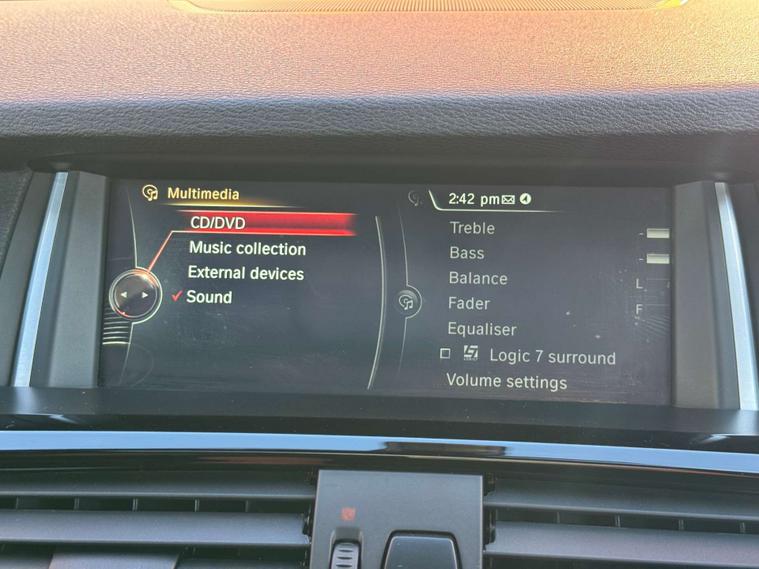 Multimedia
CD/DVD
Music collection
External devices
Sound
2:42 pm
Treble
Bass
Balance
L
Fader
F
Equaliser
Logic 7 surround
Volume settings